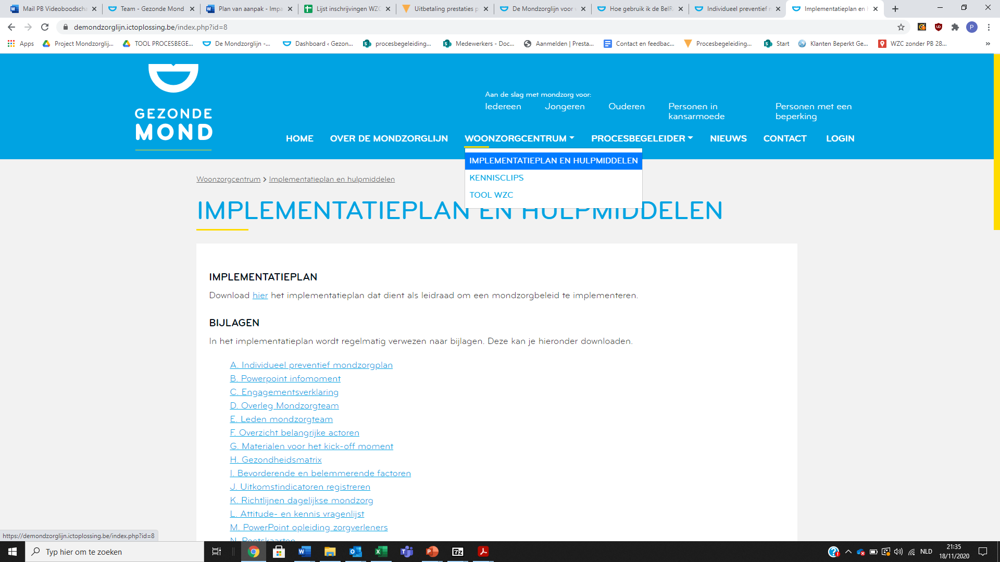 Mail PB Videoboodscha
Team - Gezonde Mond
Plan van aanpak - Impa
Lijst inschrijvingen WZC
Uitbetaling prestaties p
De Mondzorglijn voor
Hoe gebruik ik de BelR
Individueel preventief
Implementatieplan en
demondzorglijn.ictoplossing.be/index.php?id=8
P
Apps
Project Mondzorglij...
TOOL PROCESBEGE...
De Mondzorglijn -...
Dashboard ‹ Gezon...
procesbegeleiding...
Medewerkers - Doc...
Aanmelden | Presta...
Contact en feedbac...
Procesbegeleiding...
Start
Klanten Beperkt Ge...
WZC zonder PB 28...
»
GEZONDE
MOND
Aan de slag met mondzorg voor:
Iedereen
Jongeren
Ouderen
Personen in
kansarmoede
Personen met een
beperking
HOME
OVER DE MONDZORGLIJN
WOONZORGCENTRUM
PROCESBEGELEIDER
NIEUWS
CONTACT
LOGIN
IMPLEMENTATIEPLAN EN HULPMIDDELEN
KENNISCLIPS
TOOL WZC
Woonzorgcentrum > Implementatieplan en hulpmiddelen
IMPLEMENTATIEPLAN EN HULPMIDDELEN
IMPLEMENTATIEPLAN
Download hier het implementatieplan dat dient als leidraad om een mondzorgbeleid te implementeren.
BIJLAGEN
In het implementatieplan wordt regelmatig verwezen naar bijlagen. Deze kan je hieronder downloaden.
A. Individueel preventief mondzorgplan
B. Powerpoint infomoment
C. Engagementsverklaring
D. Overleg Mondzorgteam
E. Leden mondzorgteam
F. Overzicht belangrijke actoren
G. Materialen voor het kick-off moment
H. Gezondheidsmatrix
I. Bevorderende en belemmerende factoren
J. Uitkomstindicatoren registreren
K. Richtlijnen dagelijkse mondzorg
L. Attitude- en kennis vragenlijst
M. PowerPoint opleiding zorgverleners
N. Poetskaarten
https://demondzorglijn.ictoplossing.be/index.php?id=8
Typ hier om te zoeken
NLD
21:35
18/11/2020